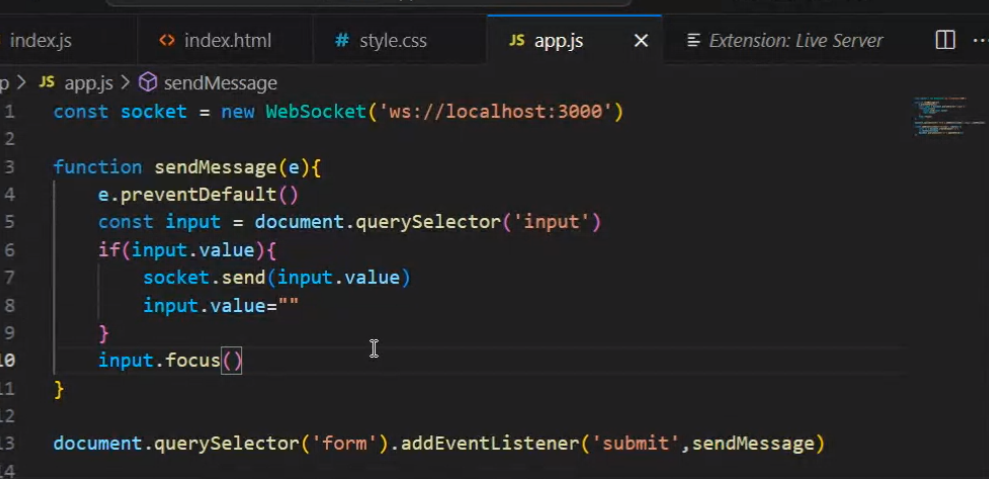 index.js <> index.html # style.css JS app.js × Extension: Live Server ...
p > JS app.js > sendMessage
1 const socket = new WebSocket('ws://localhost:3000')
2
3 function sendMessage(e){
4 e.preventDefault()
5 const input = document.querySelector('input')
6 if(input.value){
7 socket.send(input.value)
8 input.value=""
9 }
10 input.focus()
11 }
12
13 document.querySelector('form').addEventListener('submit',sendMessage)
14